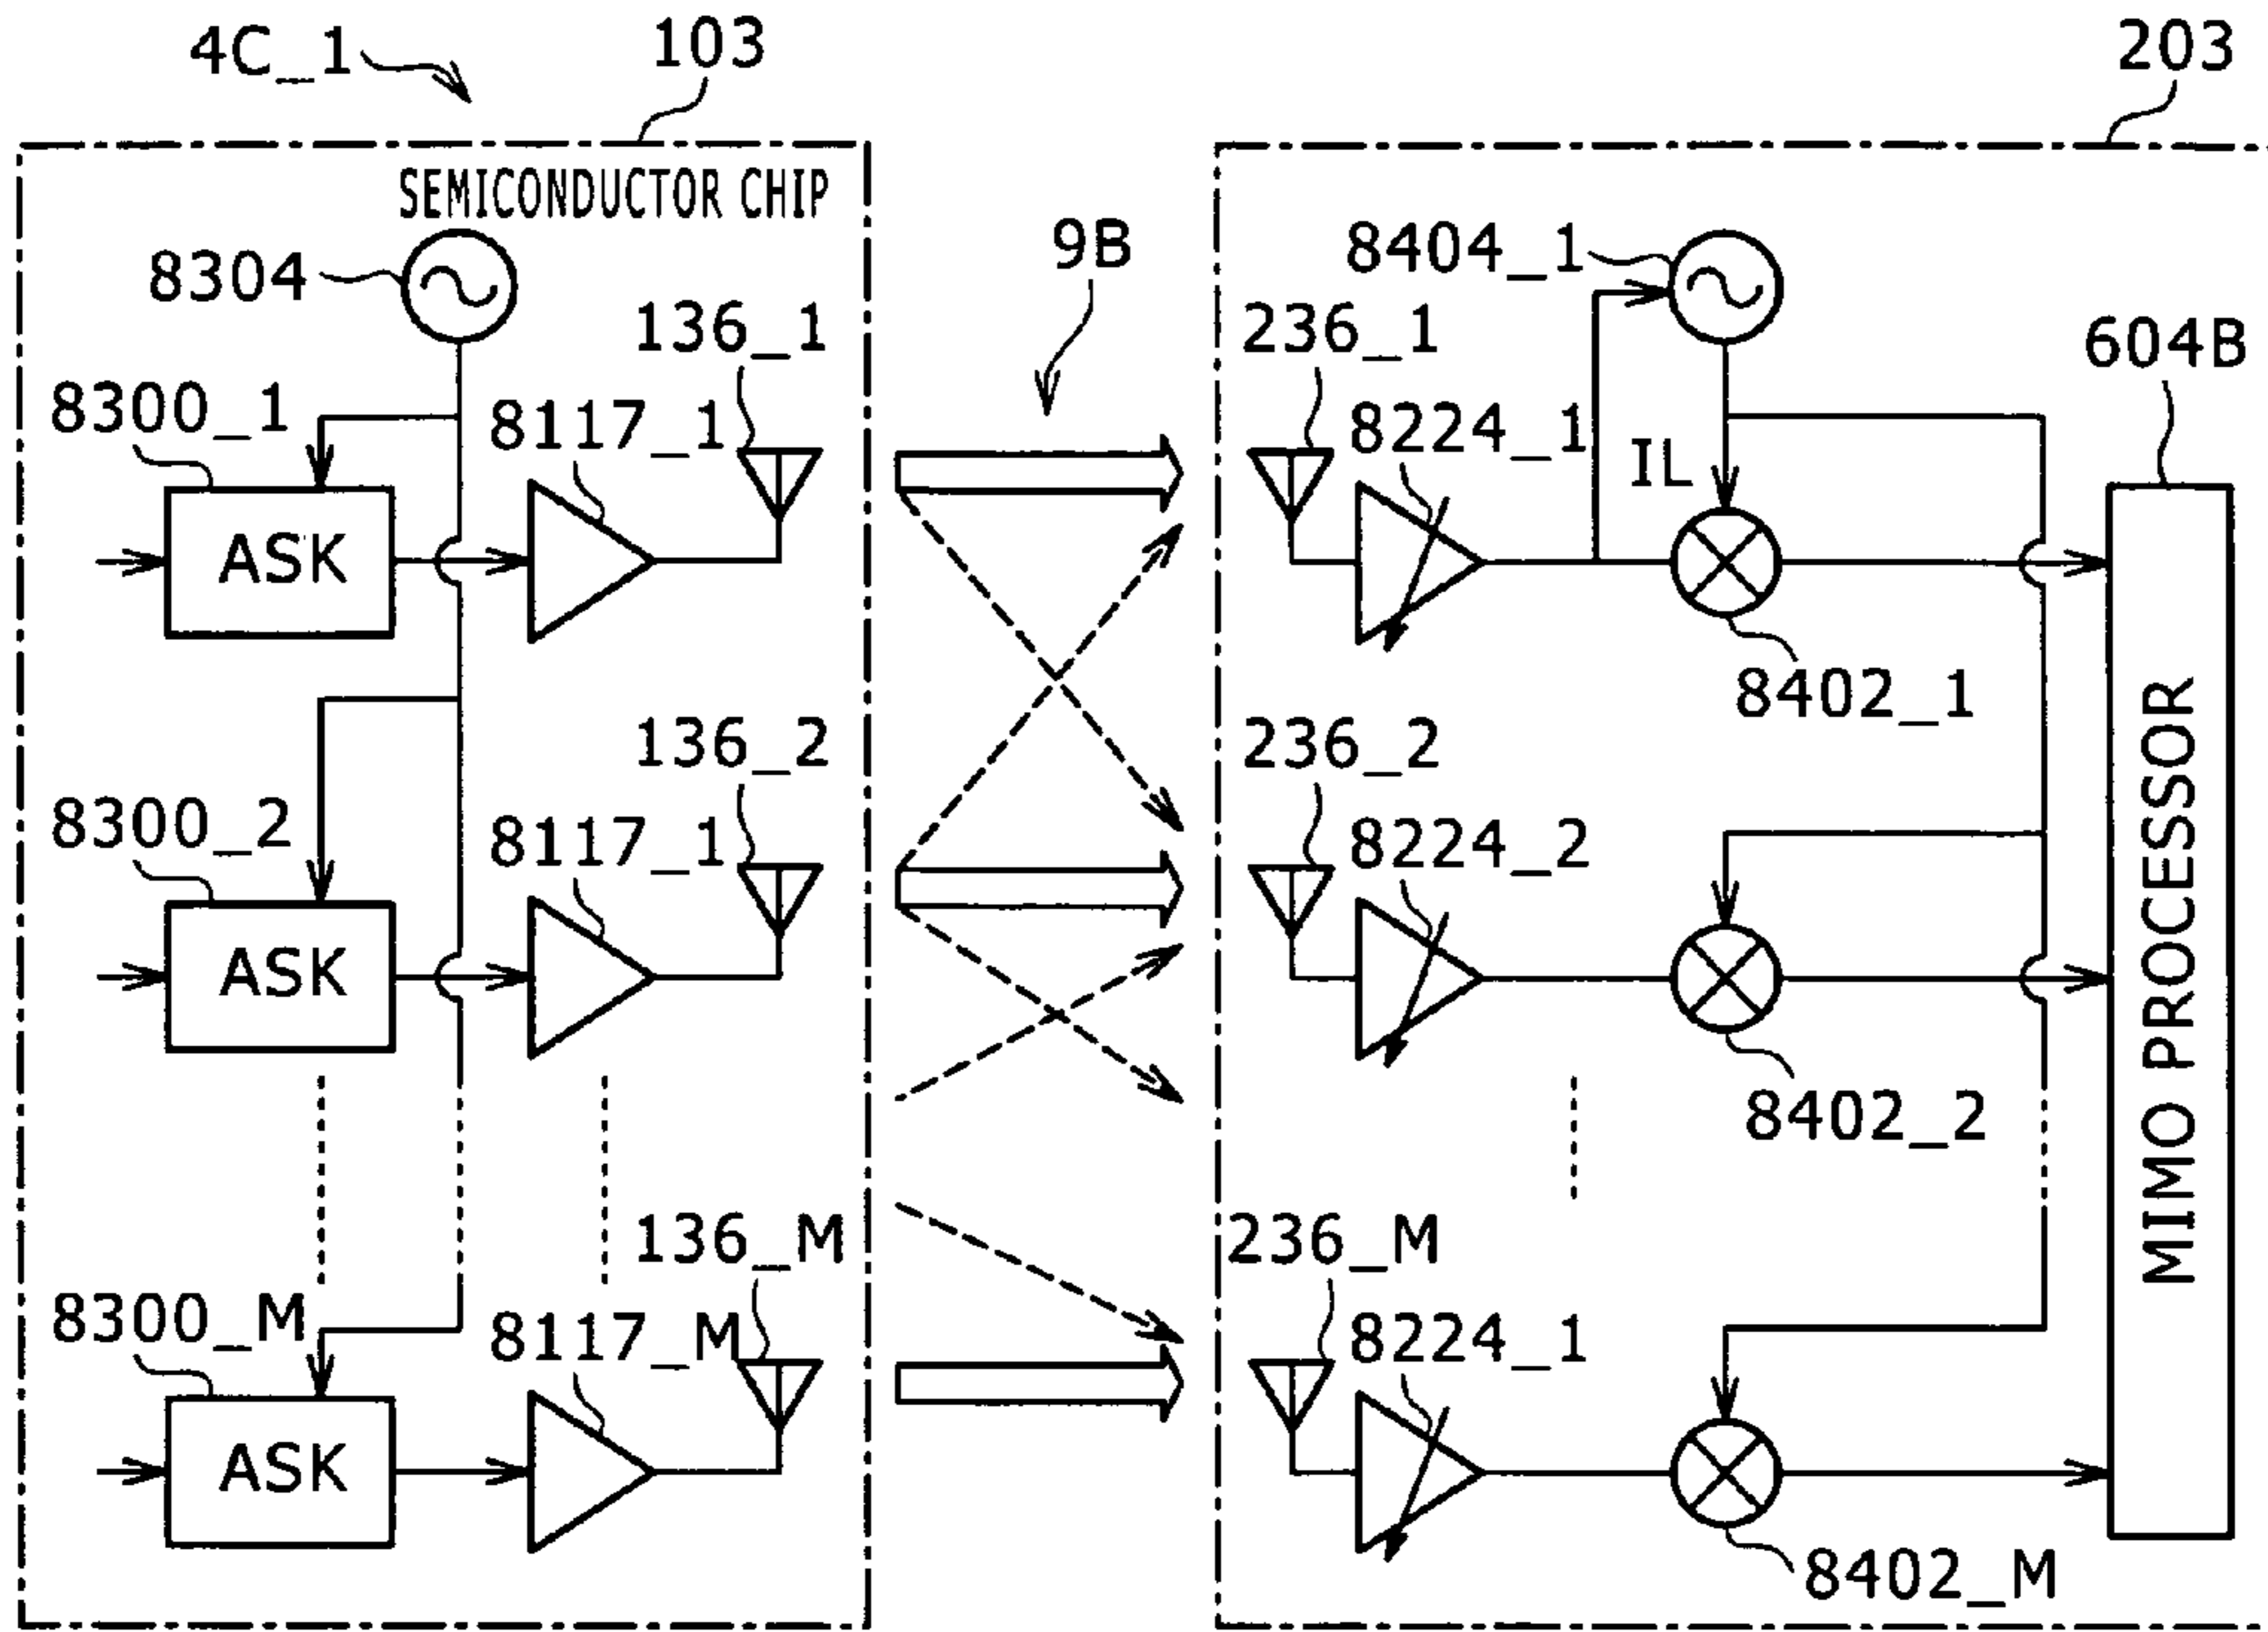 4C_1
103
203
SEMICONDUCTOR CHIP
8304
9B
8404_1
136_1
236_1
604B
8300_1
8117_1
8224_1
IL
ASK
8402_1
136_2
236_2
8300_2
8117_1
8224_2
ASK
8402_2
MIMO PROCESSOR
136_M
236_M
8300_M
8117_M
8224_1
ASK
8402_M